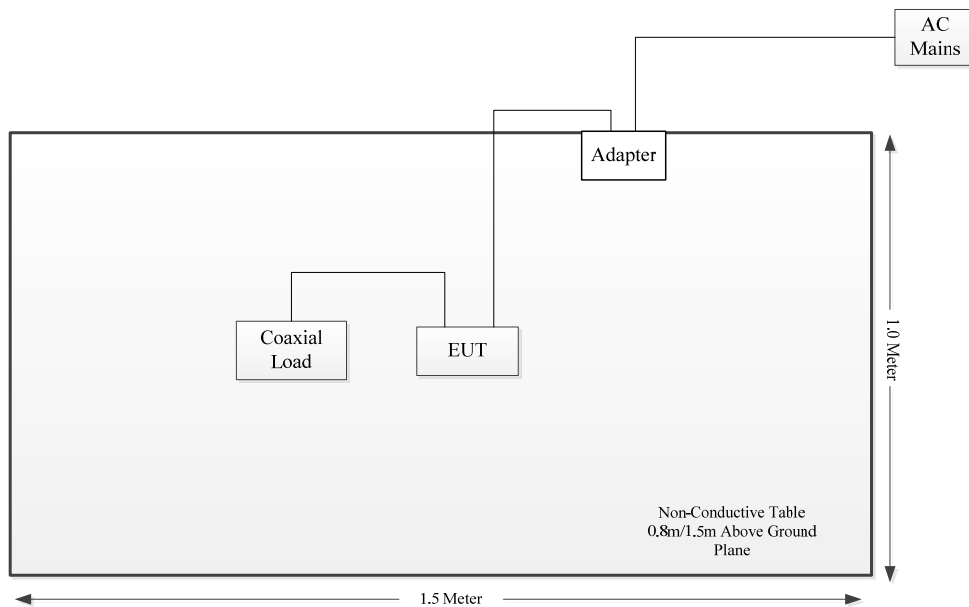 AC
Mains
Adapter
Coaxial
Load
EUT
1.0 Meter
Non-Conductive Table
0.8m/1.5m Above Ground
Plane
1.5 Meter